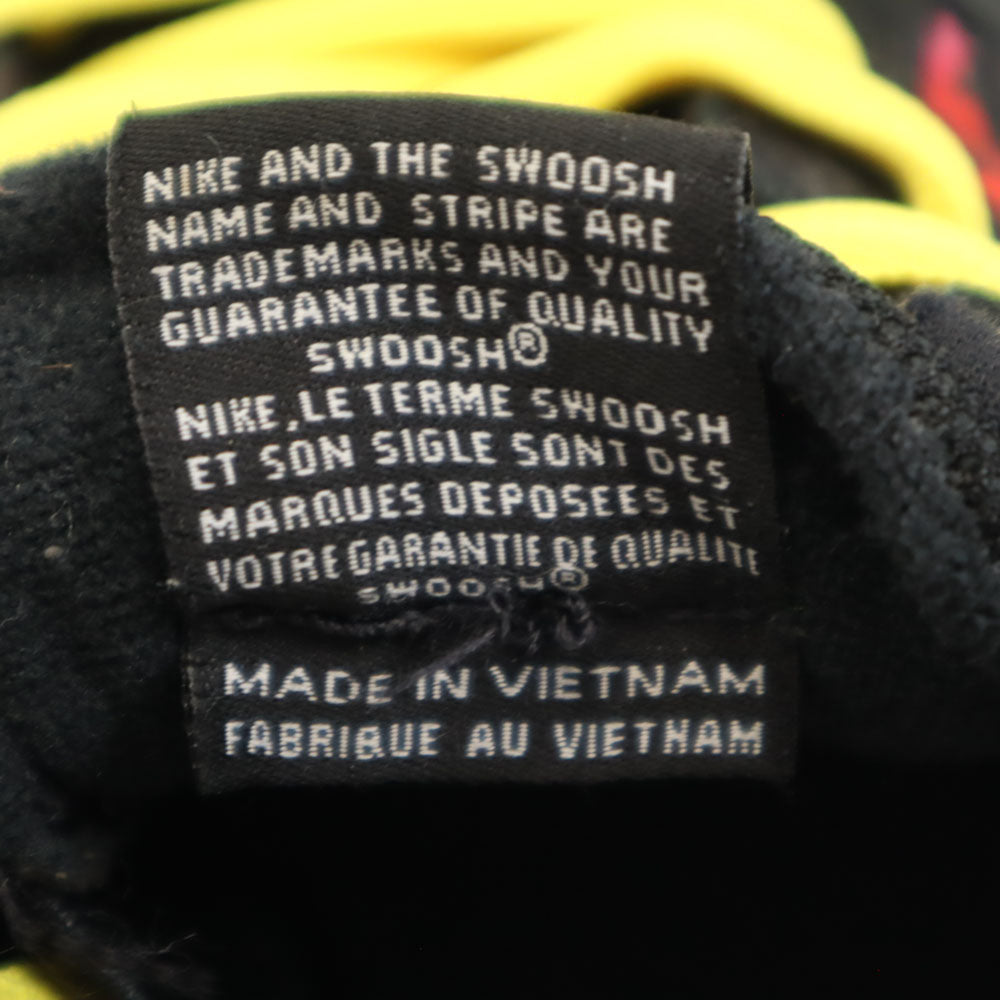 NIKE AND THE SWOOSH
NAME AND STRIPE ARE
TRADEMARKS AND YOUR
GUARANTEE OF QUALITY
SWOOSH®
NIKE, LE TERME SWOOSH
ET SON SIGLE SONT DES
MARQUES DEPOSEES ET
VOTRE GARANTIE DE QUALITE
SWOOSH®
MADE IN VIETNAM
FABRIQUE AU VIETNAM